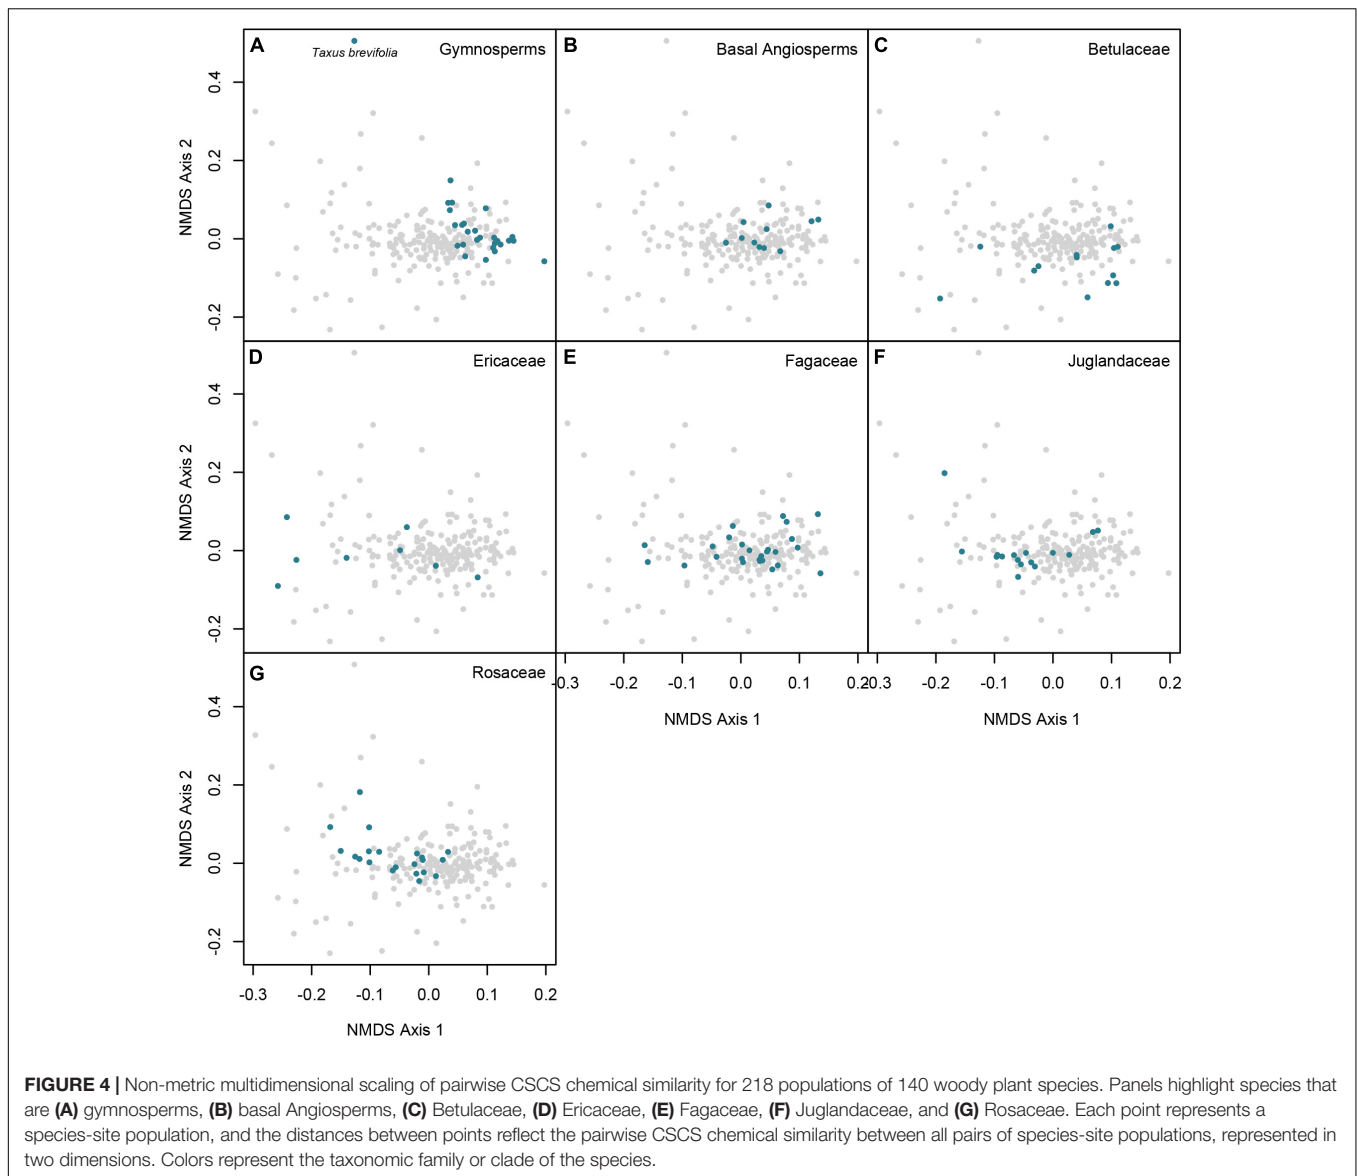 A
Taxus brevifolia
Gymnosperms
B
Basal Angiosperms
C
Betulaceae
NMDS Axis 2
0.4
0.2
0.0
-0.2
D
Ericaceae
E
Fagaceae
F
Juglandaceae
NMDS Axis 2
0.4
0.2
0.0
-0.2
G
Rosaceae
-0.3 -0.2 -0.1 0.0 0.1 0.2
0.3 -0.2 -0.1 0.0 0.1 0.2
NMDS Axis 1
NMDS Axis 1
NMDS Axis 2
0.4
0.2
0.0
-0.2
-0.3 -0.2 -0.1 0.0 0.1 0.2
NMDS Axis 1
FIGURE 4 | Non-metric multidimensional scaling of pairwise CSCS chemical similarity for 218 populations of 140 woody plant species. Panels highlight species that
are (A) gymnosperms, (B) basal Angiosperms, (C) Betulaceae, (D) Ericaceae, (E) Fagaceae, (F) Juglandaceae, and (G) Rosaceae. Each point represents a
species-site population, and the distances between points reflect the pairwise CSCS chemical similarity between all pairs of species-site populations, represented in
two dimensions. Colors represent the taxonomic family or clade of the species.